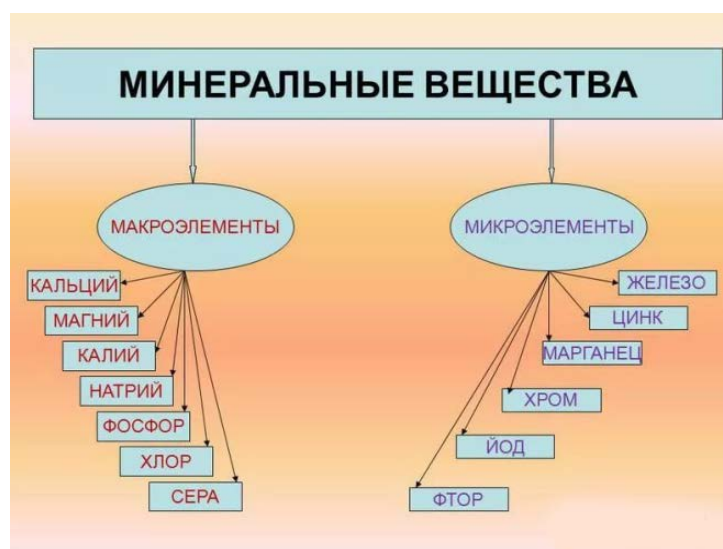 МИНЕРАЛЬНЫЕ ВЕЩЕСТВА
МАКРОЭЛЕМЕНТЫ
КАЛЬЦИЙ
МАГНИЙ
КАЛИЙ
НАТРИЙ
ФОСФОР
ХЛОР
СЕРА
МИКРОЭЛЕМЕНТЫ
ЖЕЛЕЗО
ЦИНК
МАРГАНЕЦ
ХРОМ
ЙОД
ФТОР